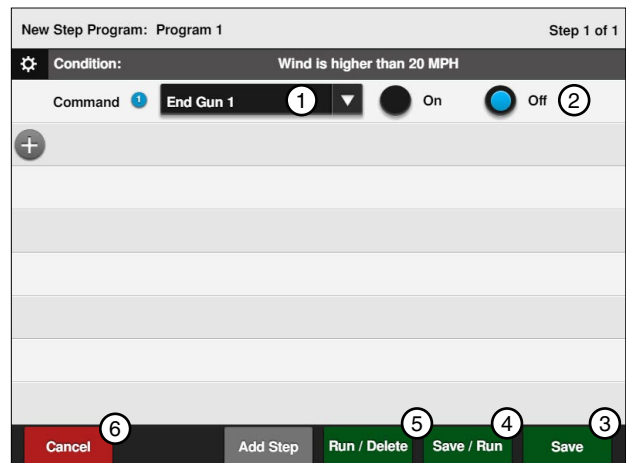 New Step Program: Program 1 Step 1 of 1
Condition: Wind is higher than 20 MPH
Command 1 End Gun 1 1 On Off 2
6 5 4 3
Cancel Add Step Run / Delete Save / Run Save